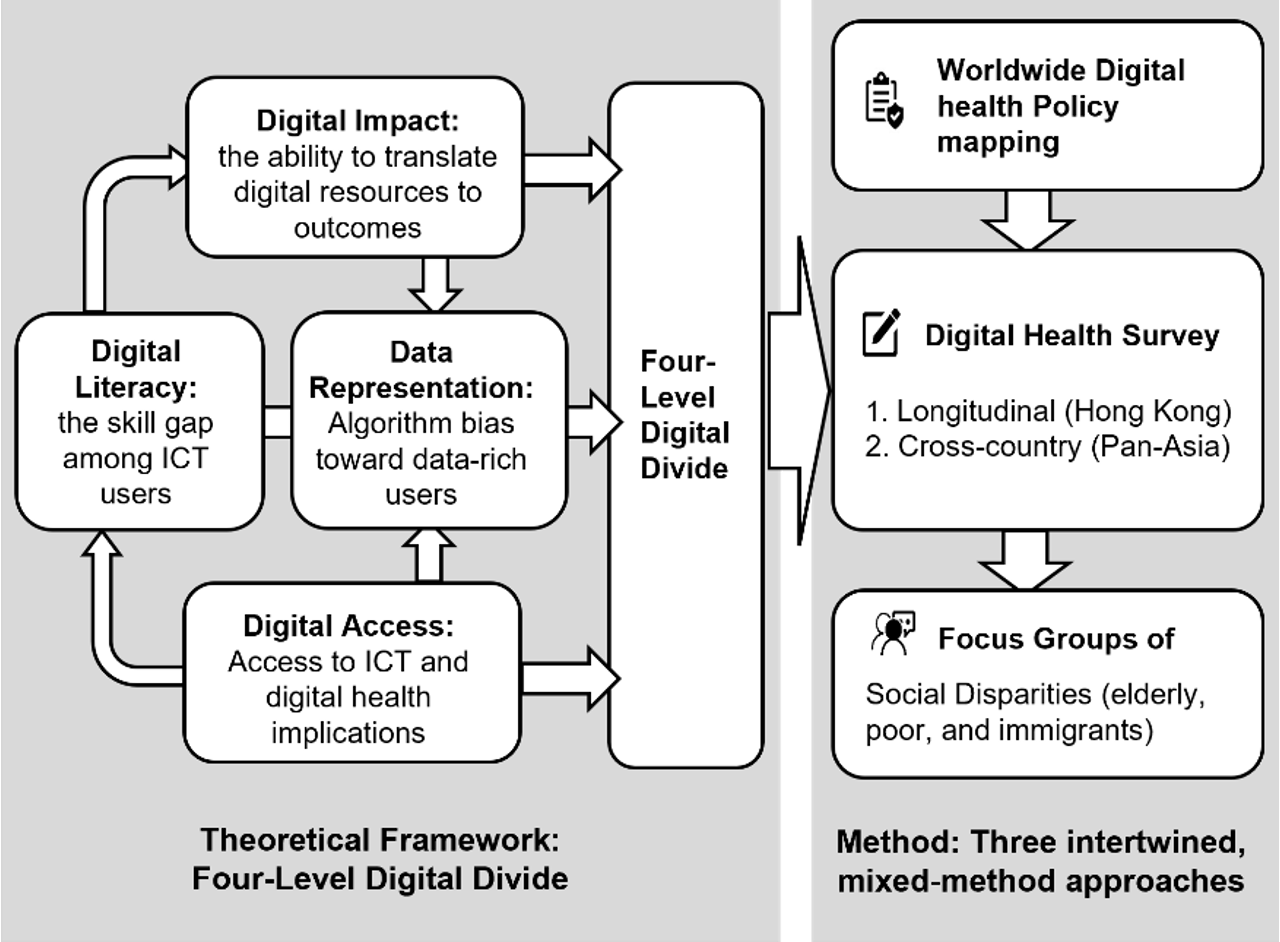 Digital Impact:
the ability to translate
digital resources to
outcomes
Digital
Literacy:
the skill gap
among ICT
users
Data
Representation:
Algorithm bias
toward data-rich
users
Digital Access:
Access to ICT and
digital health
implications
Four-
Level
Digital
Divide
Theoretical Framework:
Four-Level Digital Divide
Worldwide Digital
health Policy
mapping
Digital Health Survey
1. Longitudinal (Hong Kong)
2. Cross-country (Pan-Asia)
Focus Groups of
Social Disparities (elderly,
poor, and immigrants)
Method: Three intertwined,
mixed-method approaches